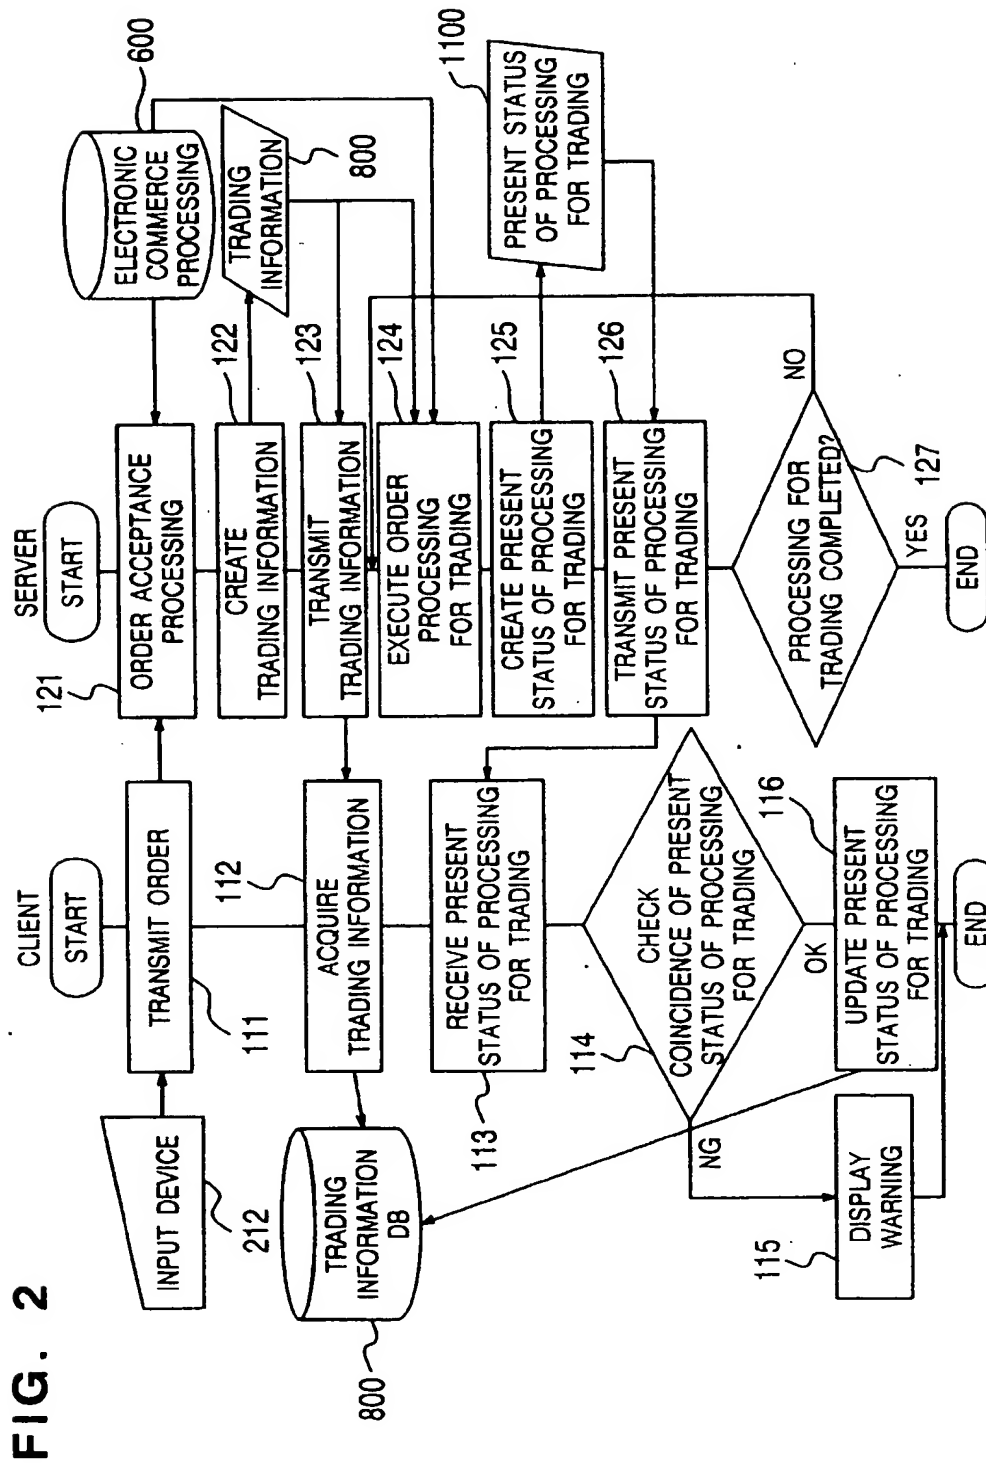 FIG. 2
CLIENT
START
SERVER
START
INPUT DEVICE
212
TRANSMIT ORDER
111
121
ORDER ACCEPTANCE
PROCESSING
ELECTRONIC
COMMERCE
PROCESSING
600
CREATE
TRADING INFORMATION
122
TRADING
INFORMATION
800
TRADING
INFORMATION
DB
800
ACQUIRE
TRADING INFORMATION
112
TRANSMIT
TRADING INFORMATION
123
EXECUTE ORDER
PROCESSING
FOR TRADING
124
RECEIVE PRESENT
STATUS OF PROCESSING
FOR TRADING
113
CREATE PRESENT
STATUS OF PROCESSING
FOR TRADING
125
PRESENT STATUS
OF PROCESSING
FOR TRADING
1100
TRANSMIT PRESENT
STATUS OF PROCESSING
FOR TRADING
126
CHECK
COINCIDENCE OF PRESENT
STATUS OF PROCESSING
FOR TRADING
114
NG
OK
PROCESSING FOR
TRADING COMPLETED?
127
NO
YES
DISPLAY
WARNING
115
UPDATE PRESENT
STATUS OF PROCESSING
FOR TRADING
116
END
END